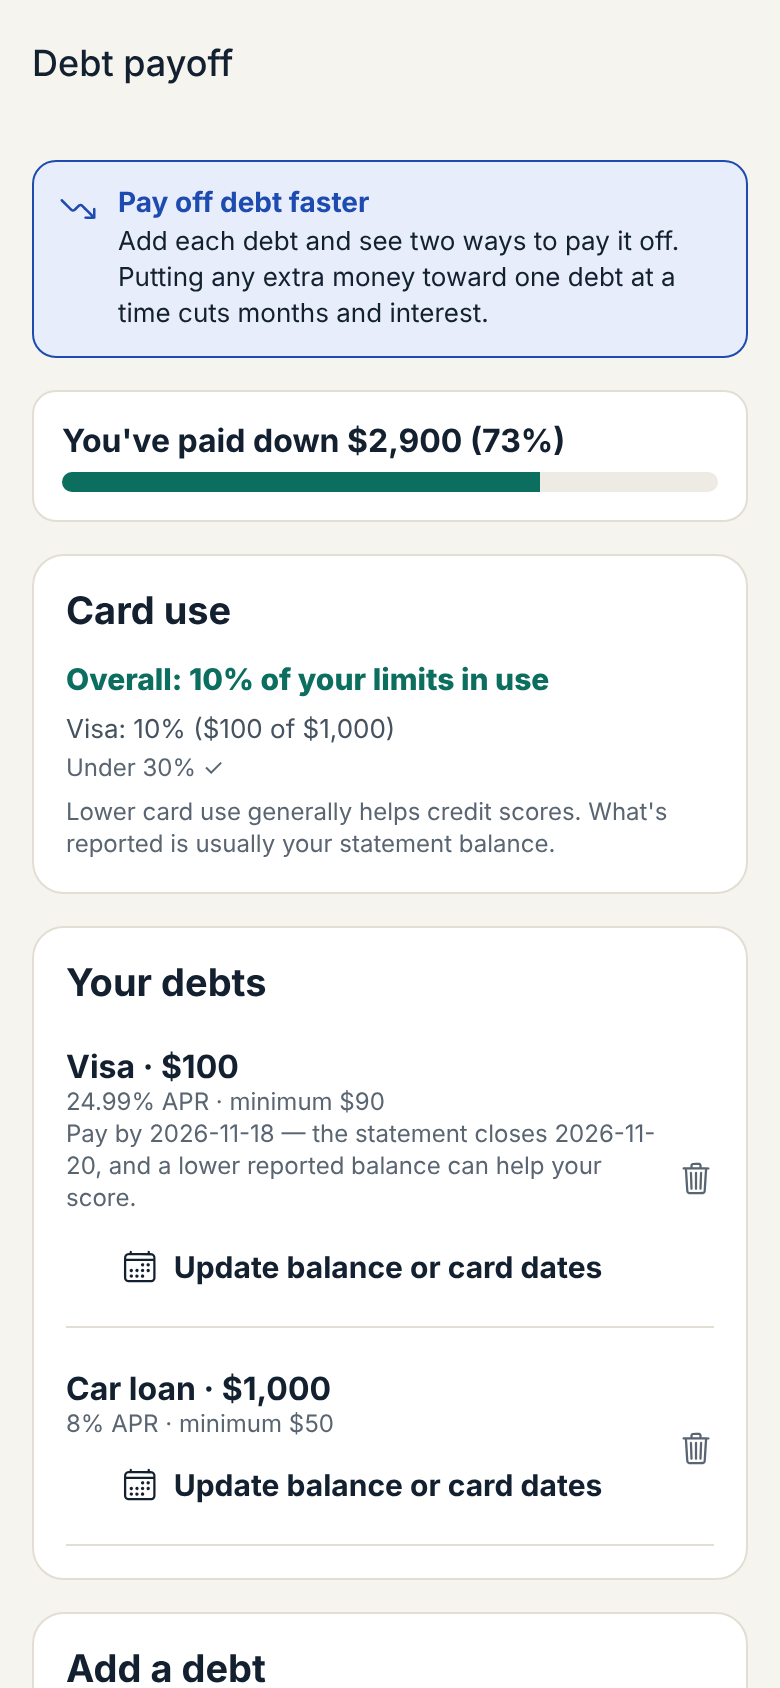 Debt payoff
Pay off debt faster
Add each debt and see two ways to pay it off.
Putting any extra money toward one debt at a
time cuts months and interest.
You've paid down $2,900 (73%)
Card use
Overall: 10% of your limits in use
Visa: 10% ($100 of $1,000)
Under 30% ✓
Lower card use generally helps credit scores. What's
reported is usually your statement balance.
Your debts
Visa · $100
24.99% APR · minimum $90
Pay by 2026-11-18 — the statement closes 2026-11-
20, and a lower reported balance can help your
score.
Update balance or card dates
Car loan · $1,000
8% APR · minimum $50
Update balance or card dates
Add a debt